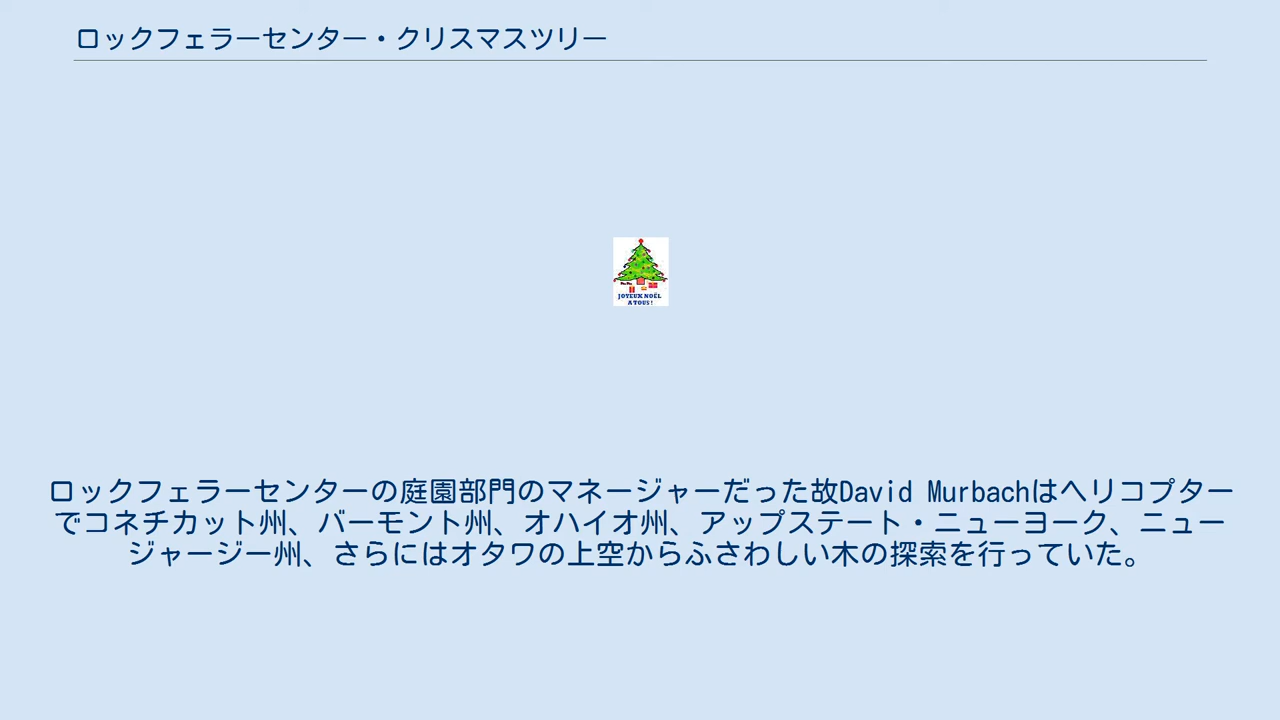 ロックフェラーセンター・クリスマスツリー
JOYEUX NOËL
A TOUS !
ロックフェラーセンターの庭園部門のマネージャーだった故David Murbachはヘリコプター
でコネチカット州、バーモント州、オハイオ州、アップステート・ニューヨーク、ニュー
ジャージー州、さらにはオタワの上空からふさわしい木の探索を行っていた。